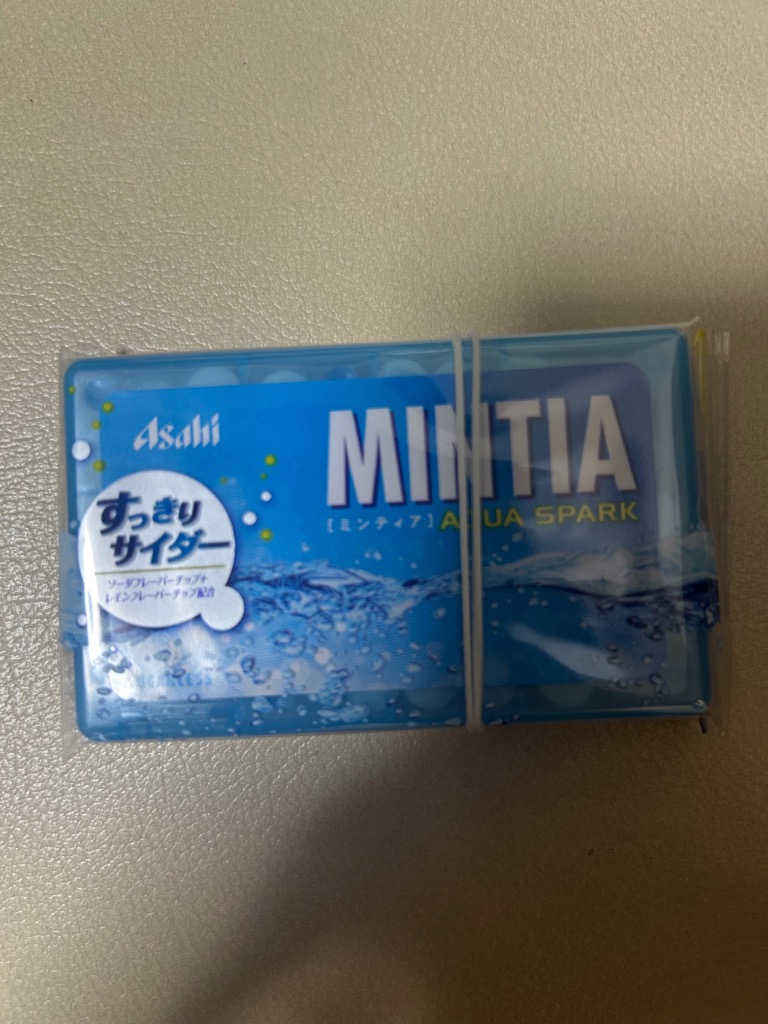 Asahi
MINTIA
[ミンティア] AQUA SPARK
すっきり
サイダー
ソーダフレーバーチップ+
レモンフレーバーチップ配合
SUGARLESS